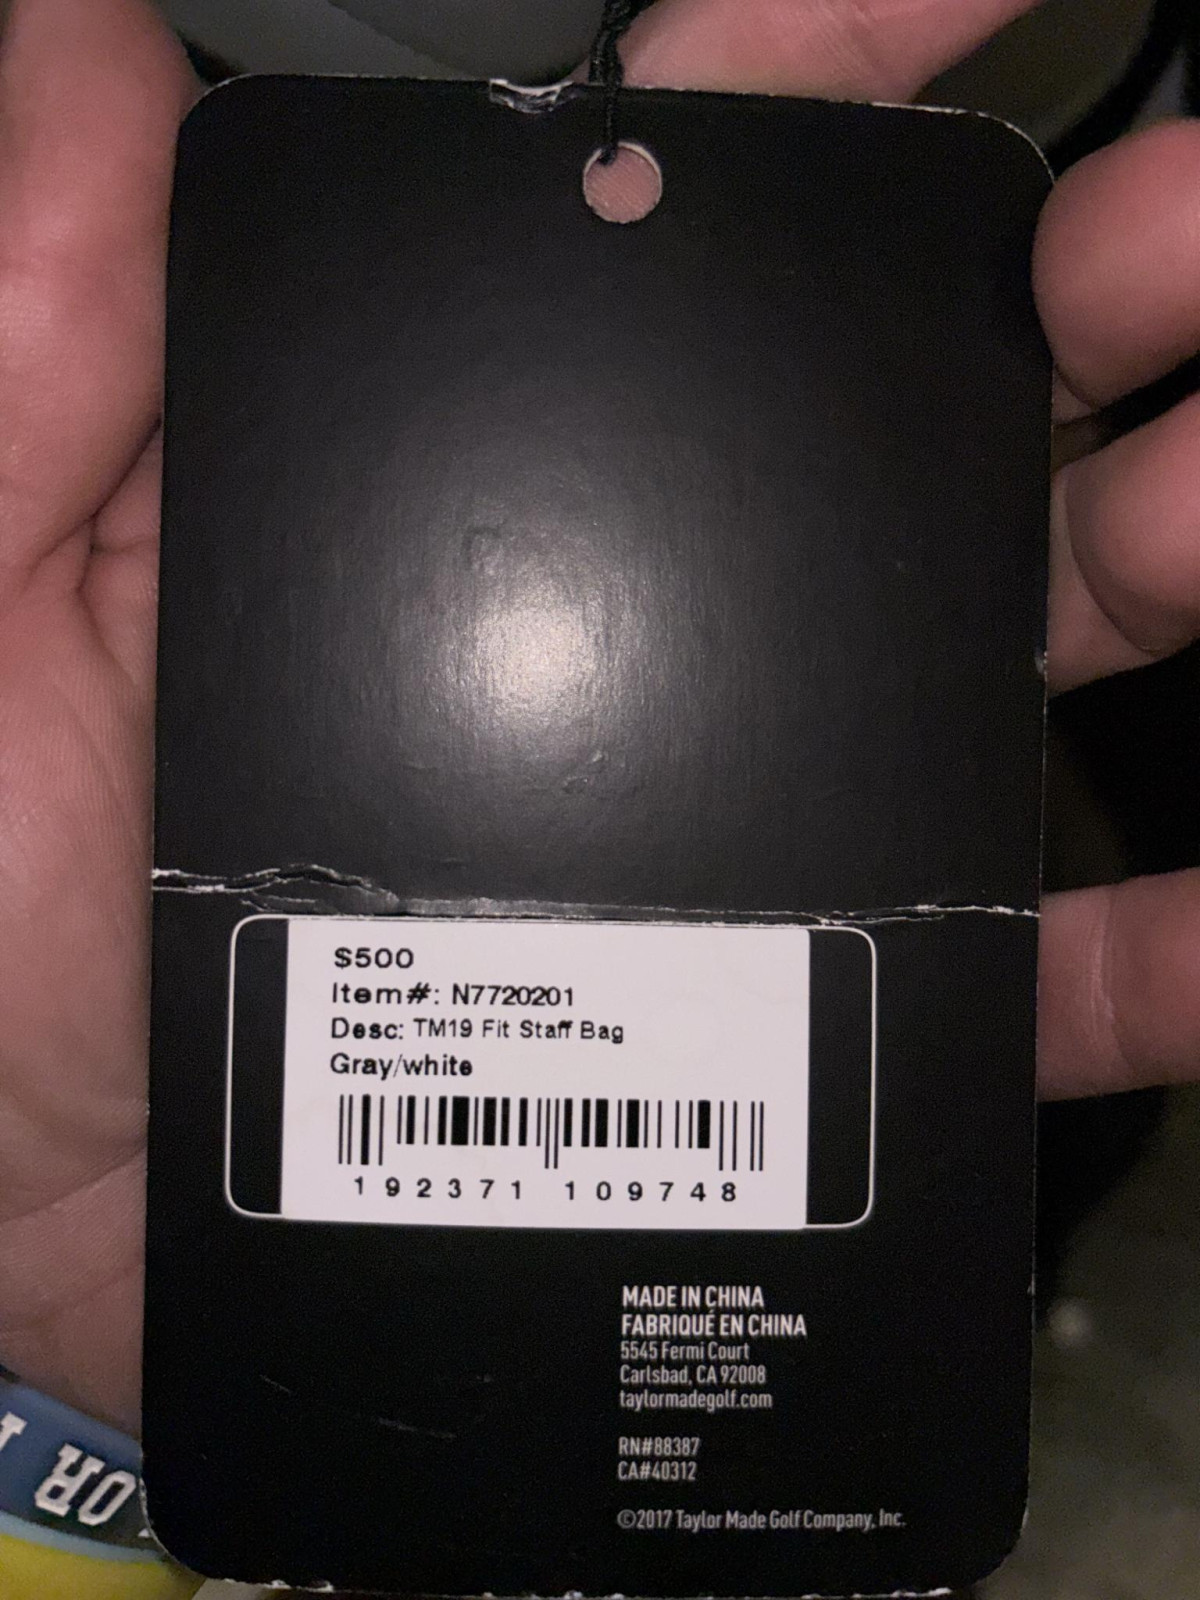 $500
Item#: N7720201
Desc: TM19 Fit Staff Bag
Gray/white
192371 109748
MADE IN CHINA
FABRIQUÉ EN CHINA
5545 Fermi Court
Carlsbad, CA 92008
taylormadegolf.com
RN#88387
CA#40312
©2017 Taylor Made Golf Company, Inc.
OR